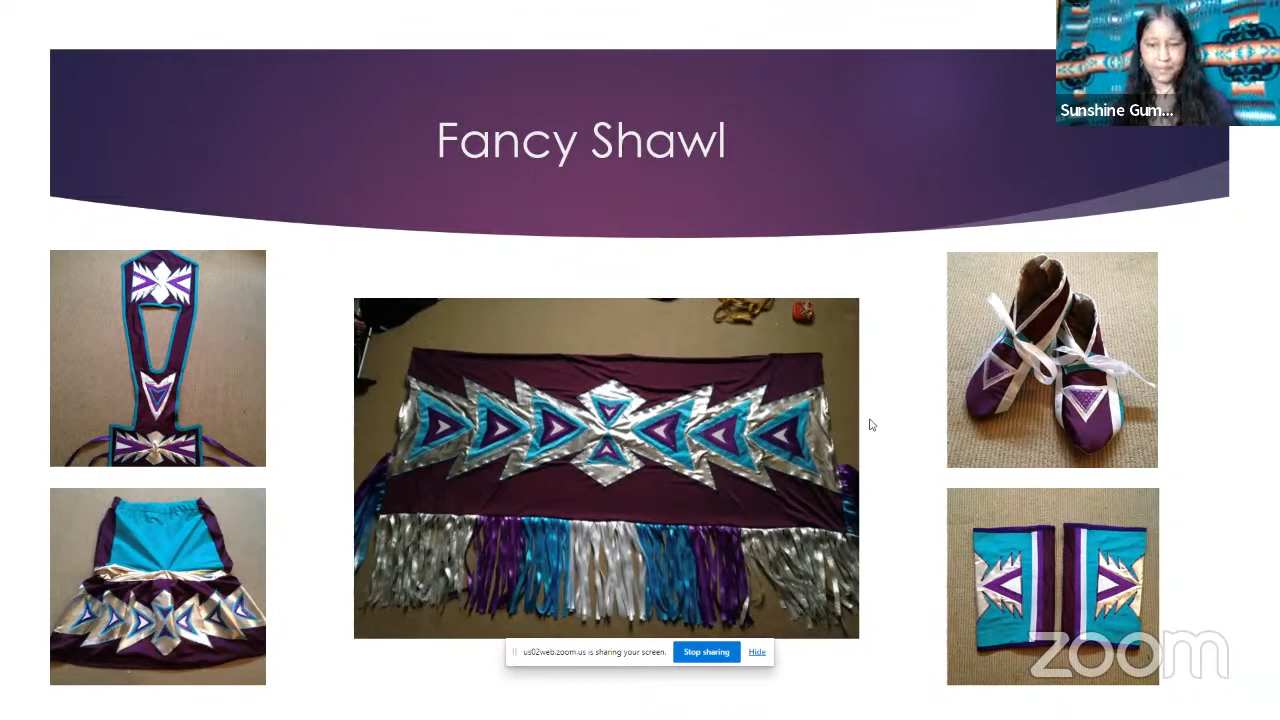 Sunshine Gum...
Fancy Shawl
us02web.zoom.us is sharing your screen.
Stop sharing
Hide
zoom